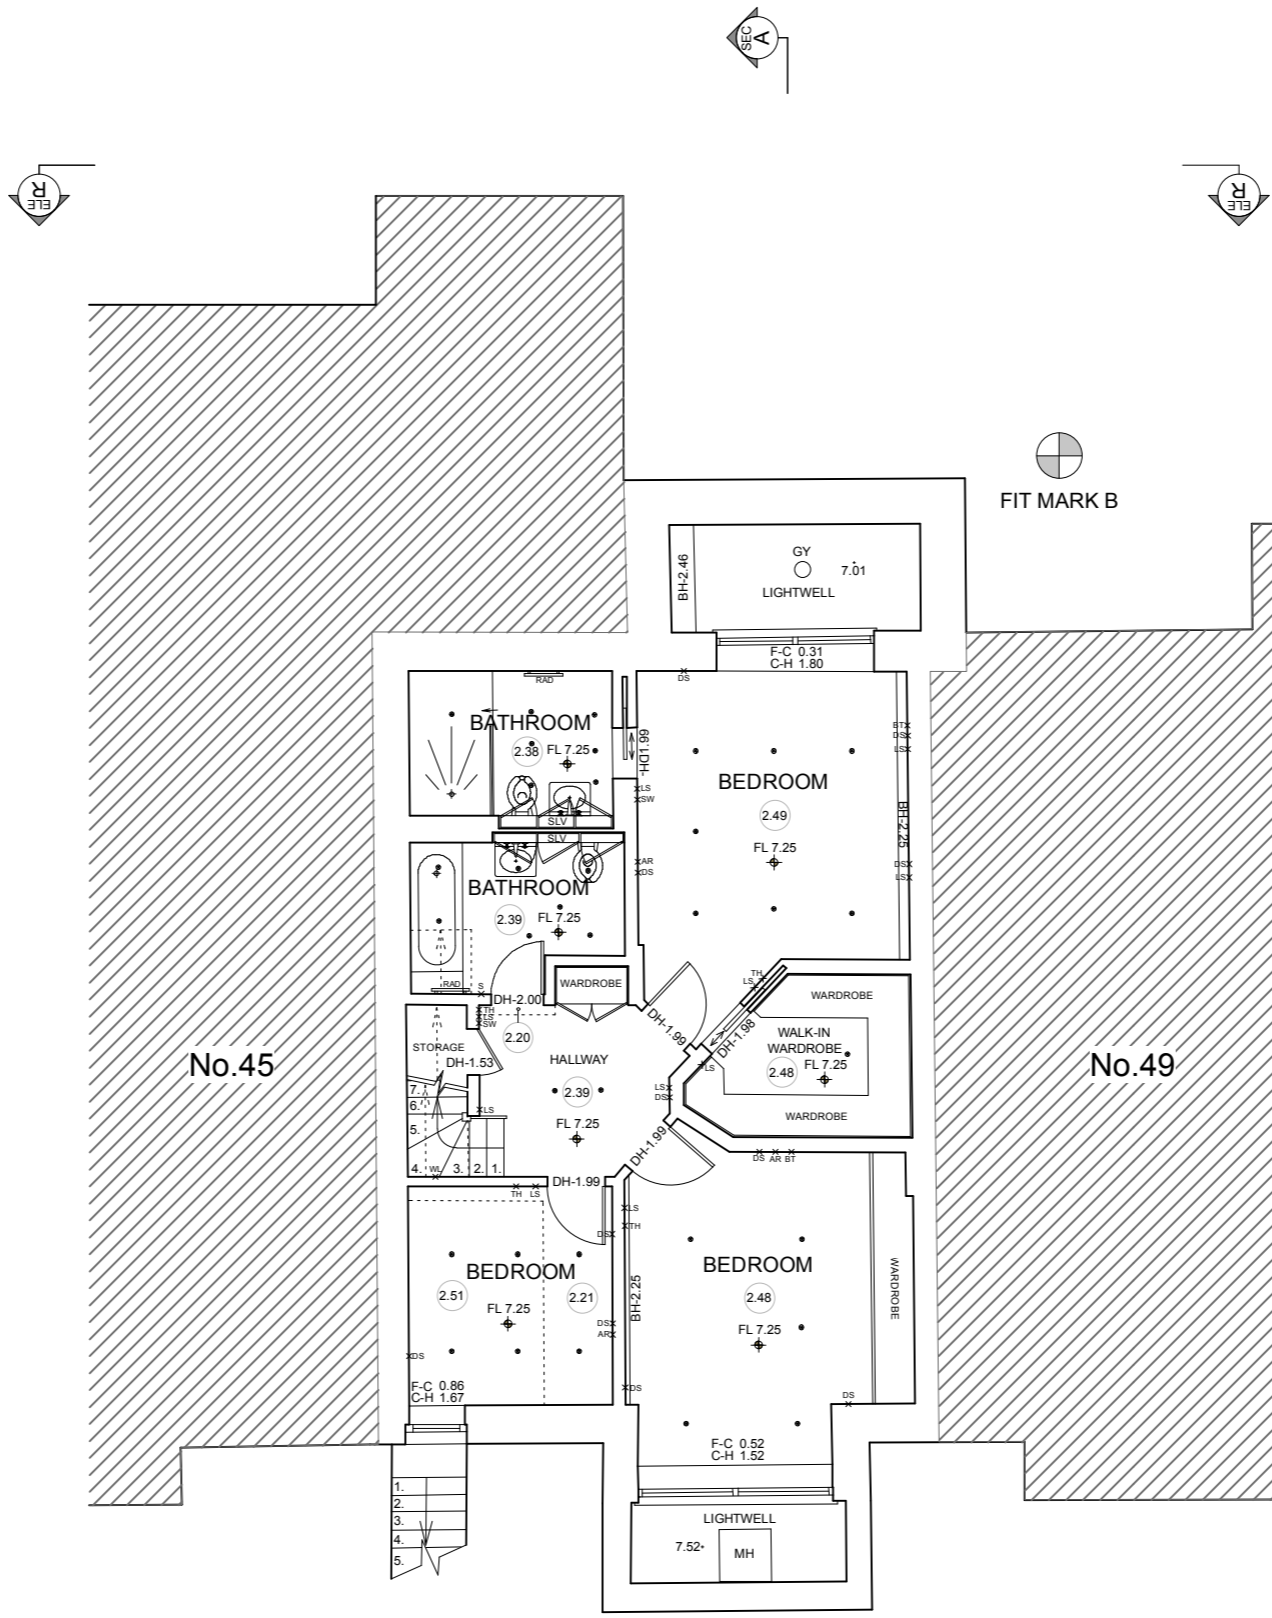 SEC
A
ELE
R
ELE
R
FIT MARK B
GY
7.01
LIGHTWELL
BH-2.46
F-C 0.31
C-H 1.80
DS
RAD
BATHROOM
2.38
FL 7.25
DH-1.99
LS
SW
SLV
SLV
BT
DS
LS
BEDROOM
2.49
FL 7.25
BH-2.25
DS
LS
AR
DS
BATHROOM
2.39
FL 7.25
RAD
S
WARDROBE
DH-2.00
TH
LS
SW
2.20
STORAGE
DH-1.53
HALLWAY
2.39
FL 7.25
DH-1.99
TH
LS
DH-1.98
LS
WARDROBE
WALK-IN
WARDROBE
2.48
FL 7.25
WARDROBE
LS
DS
No.45
No.49
7.
6.
5.
4.
3.
2.
1.
LS
WL
DH-1.99
DH-1.99
TH
LS
DS
DS
AR
BT
LS
TH
BEDROOM
2.51
2.21
FL 7.25
DS
AR
DS
F-C 0.86
C-H 1.67
BH-2.25
BEDROOM
2.48
FL 7.25
WARDROBE
DS
DS
F-C 0.52
C-H 1.52
LIGHTWELL
7.52
MH
1.
2.
3.
4.
5.